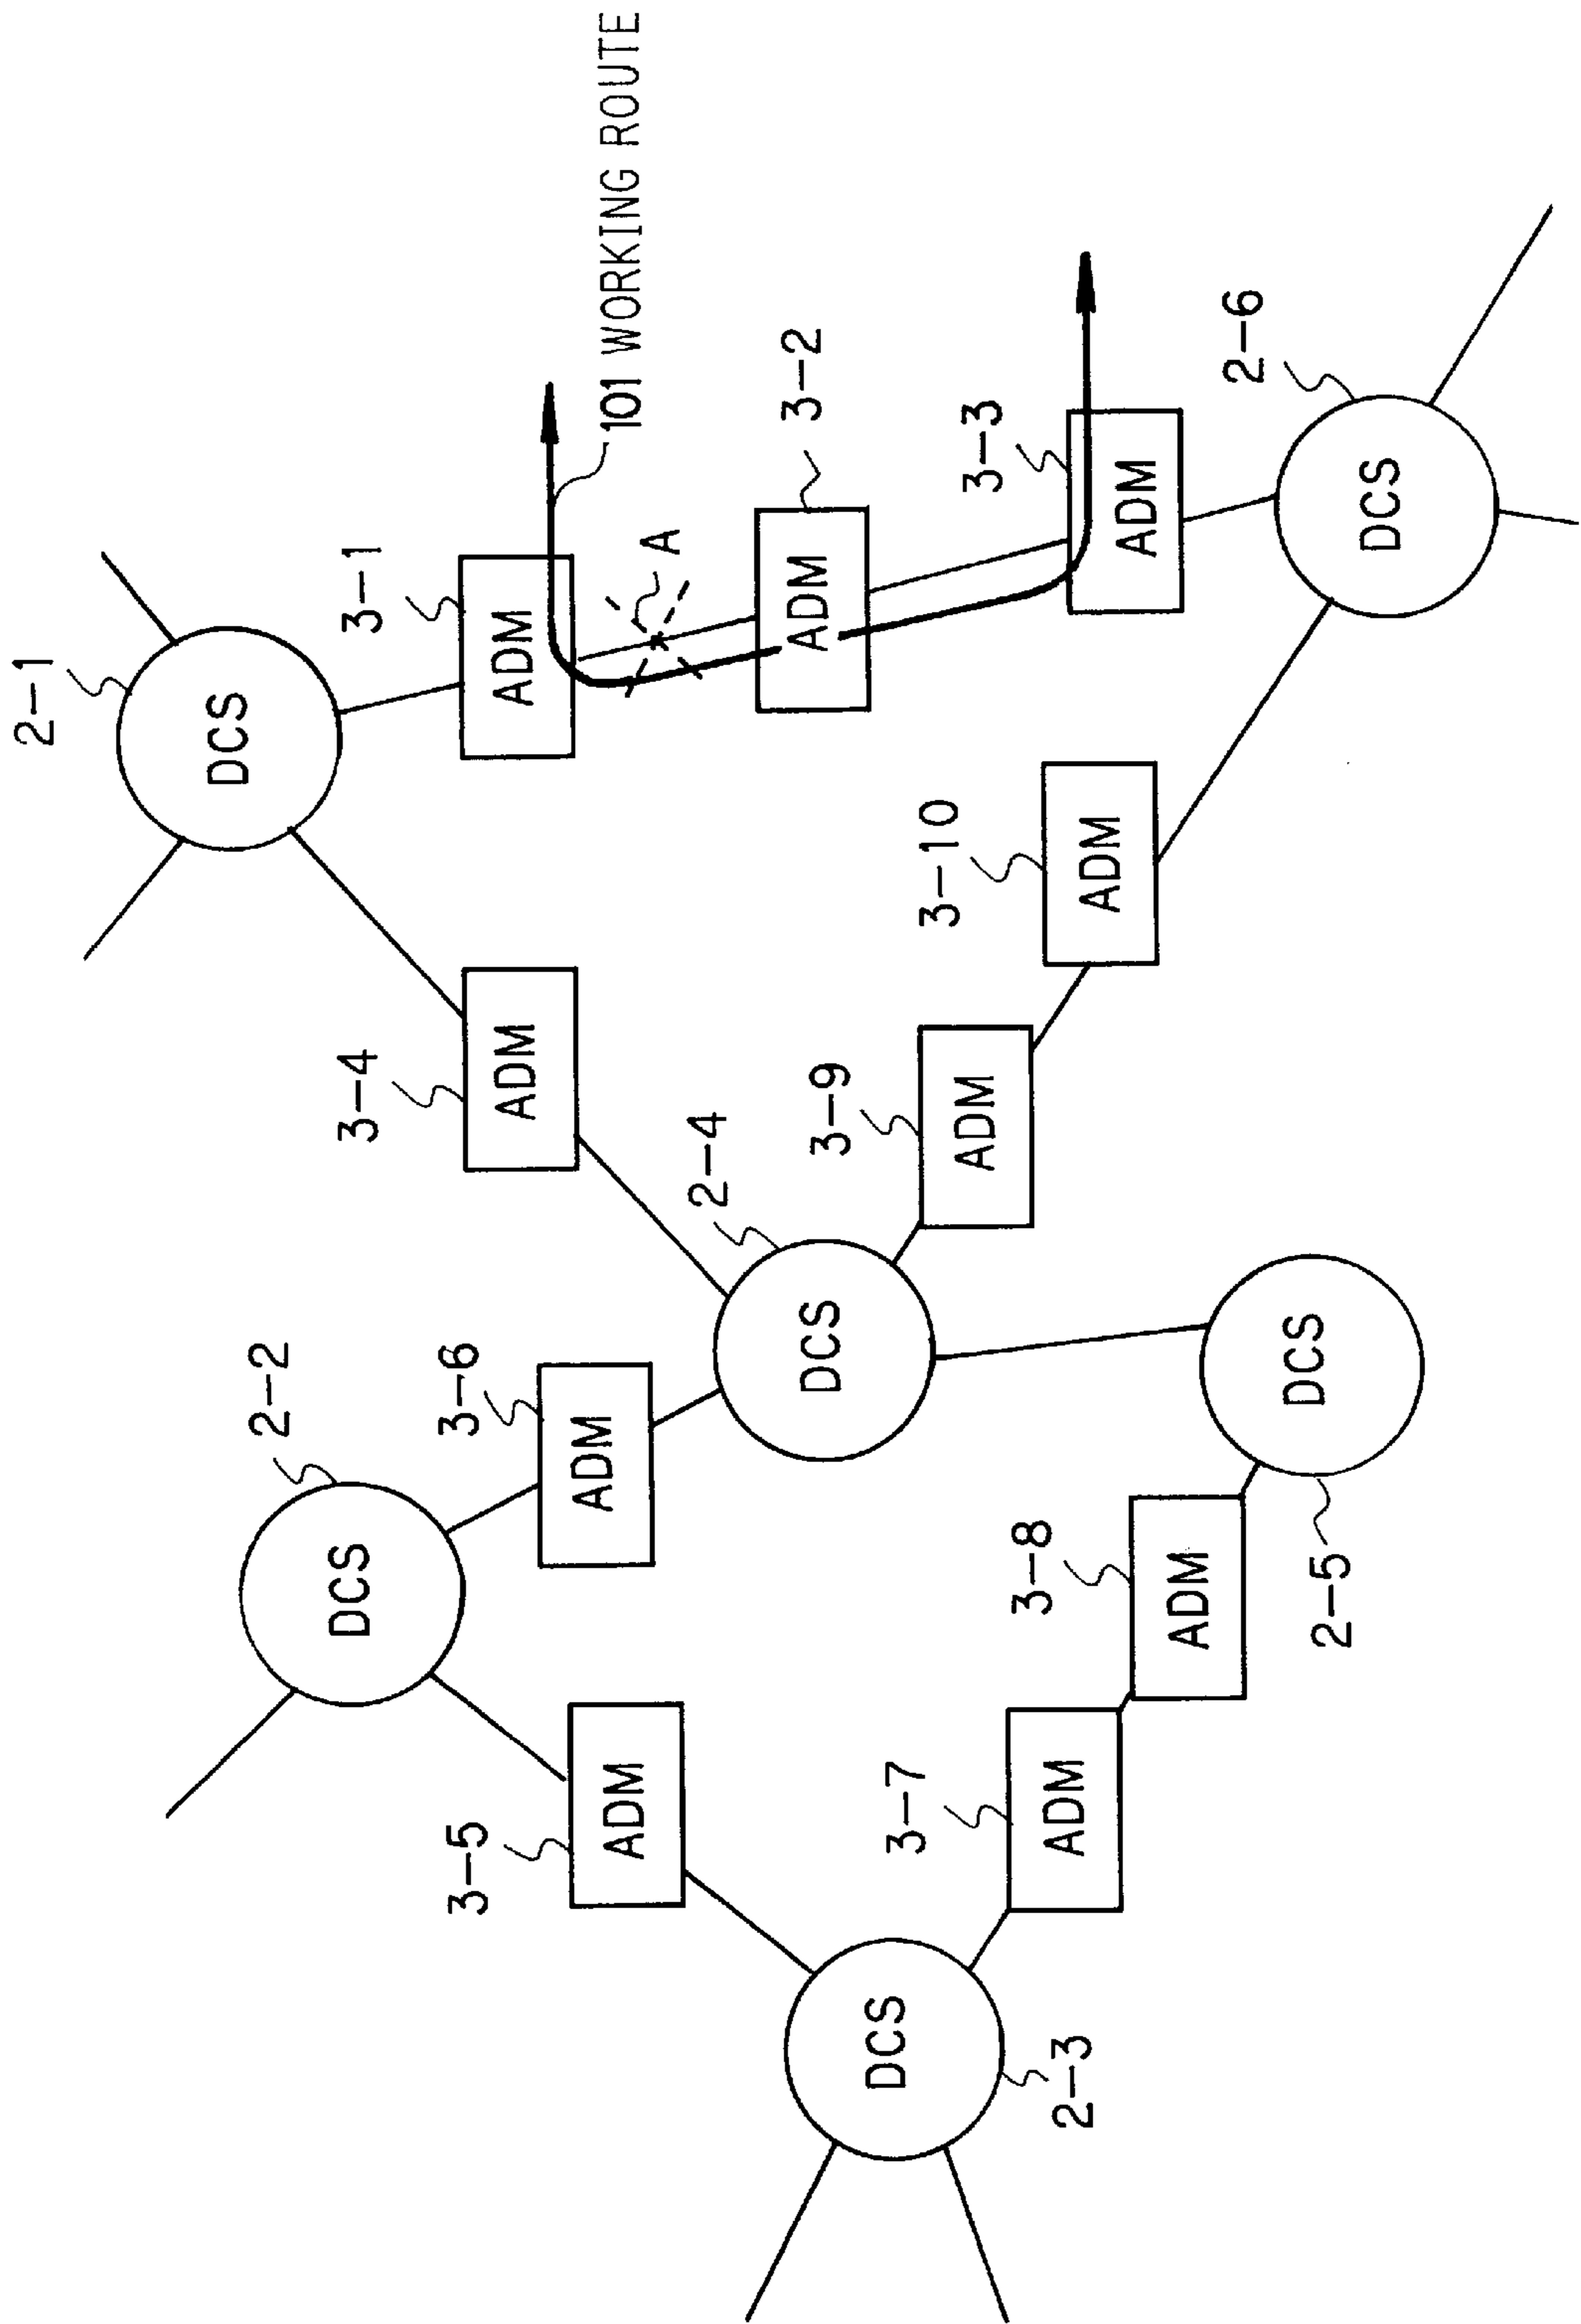 2-1
DCS
2-2
DCS
3-4
3-1
3-6
3-5
ADM
ADM
ADM
101 WORKING ROUTE
ADM
A
2-4
3-2
ADM
DCS
3-9
DCS
3-7
3-10
ADM
3-3
3-8
ADM
2-3
ADM
ADM
ADM
2-6
DCS
2-5
DCS